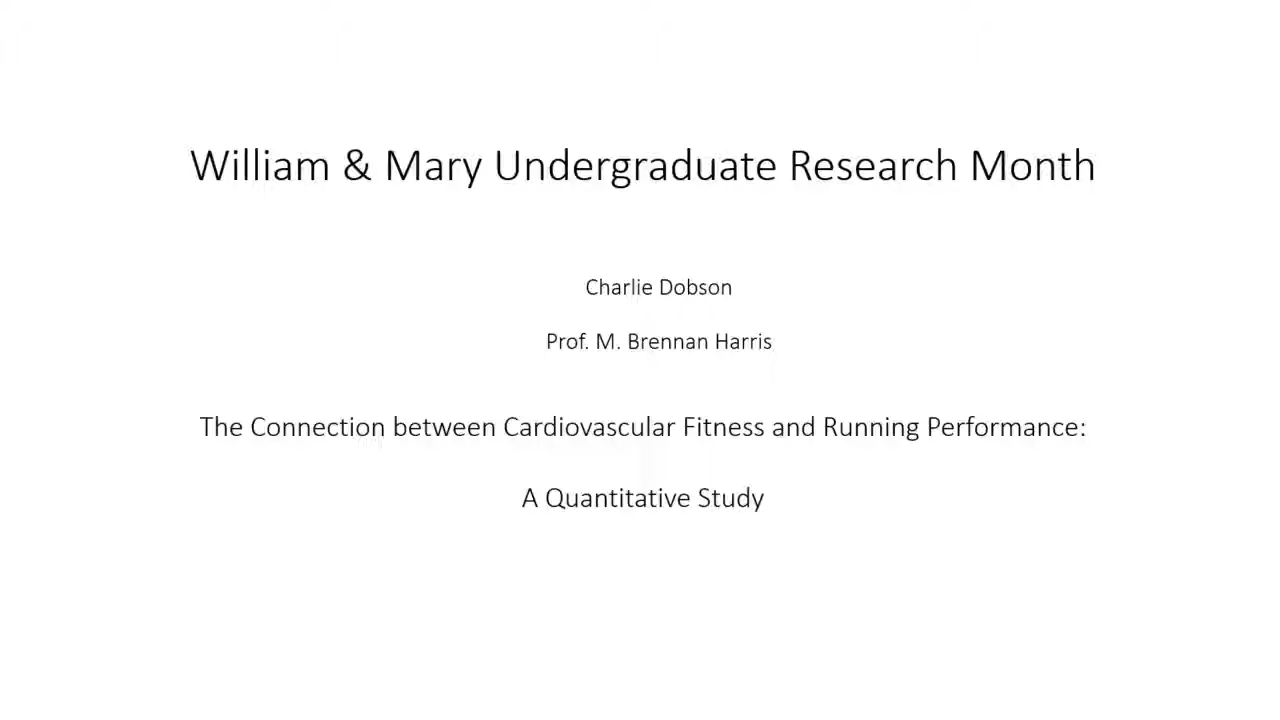 William & Mary Undergraduate Research Month
Charlie Dobson
Prof. M. Brennan Harris
The Connection between Cardiovascular Fitness and Running Performance:
A Quantitative Study